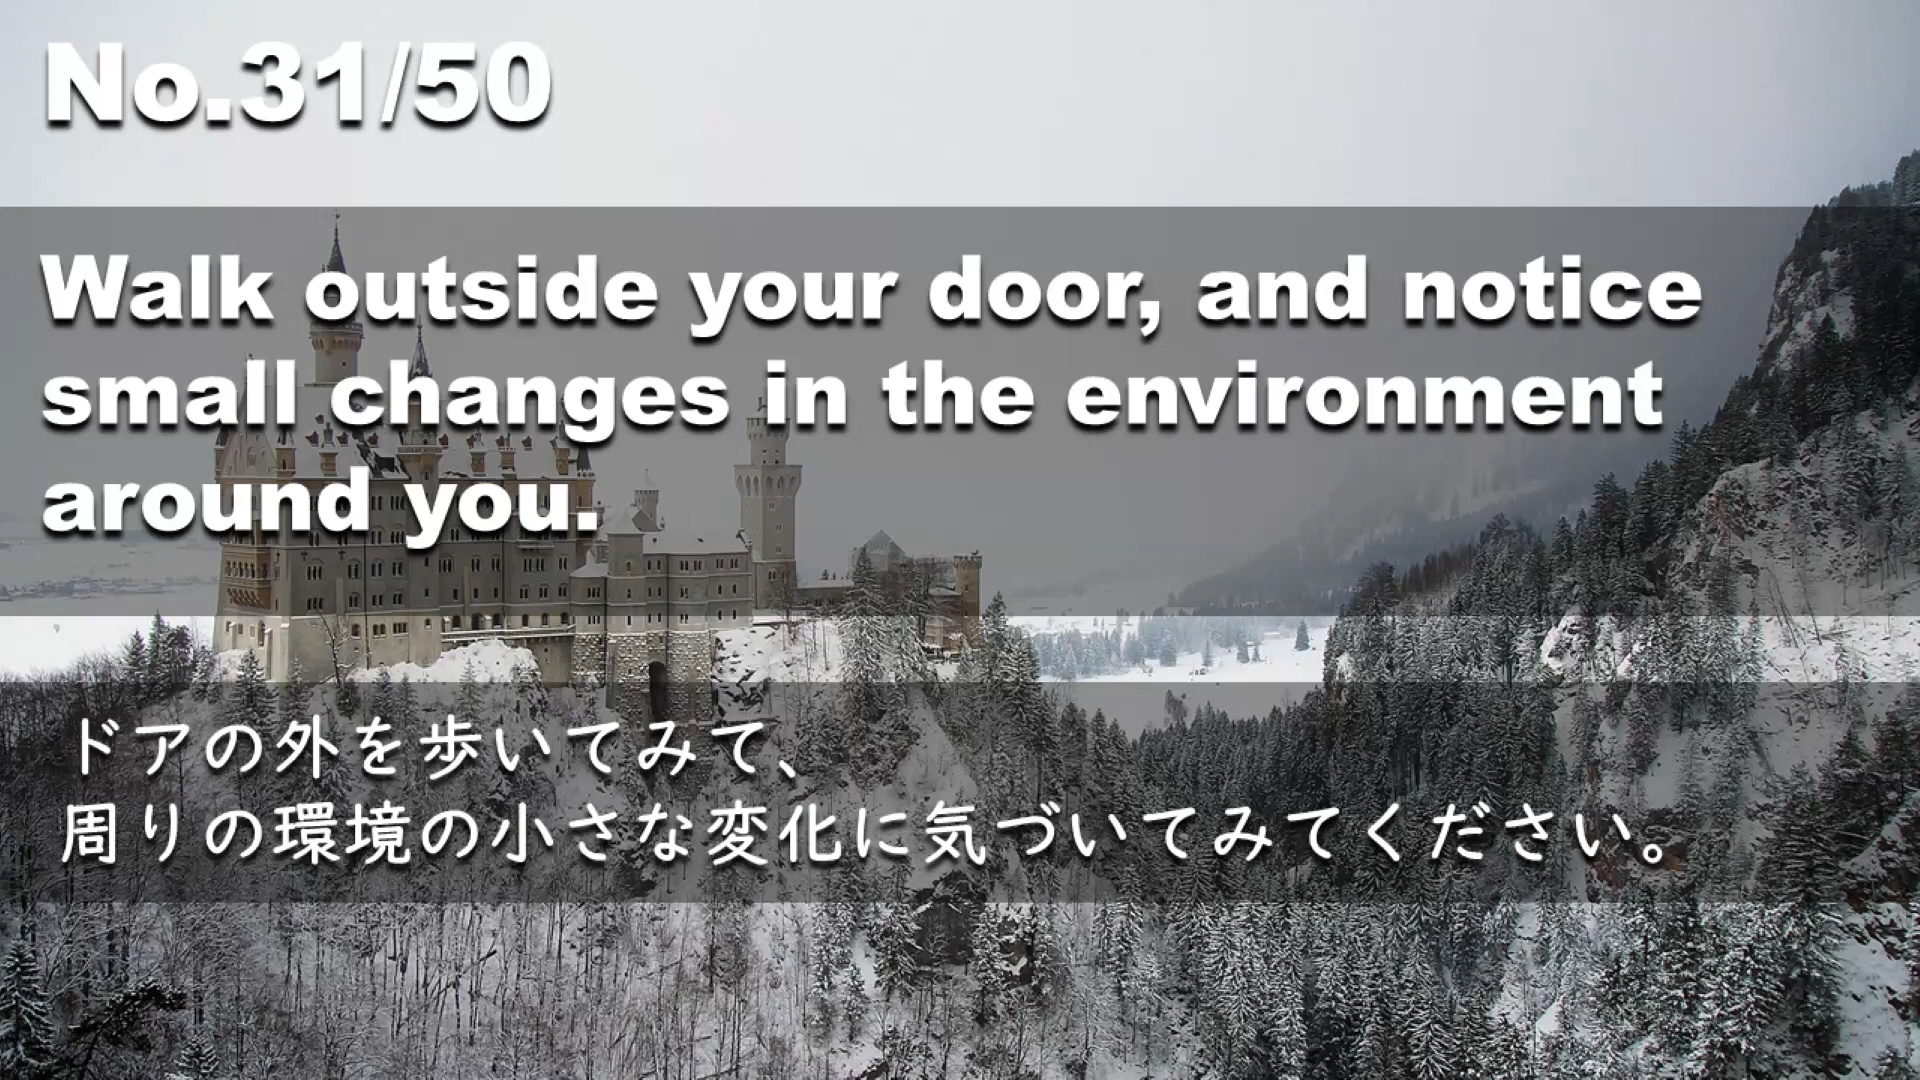 No.31/50
Walk outside your door, and notice
small changes in the environment
around you.
ドアの外を歩いてみて、
周りの環境の小さな変化に気づいてみてください。